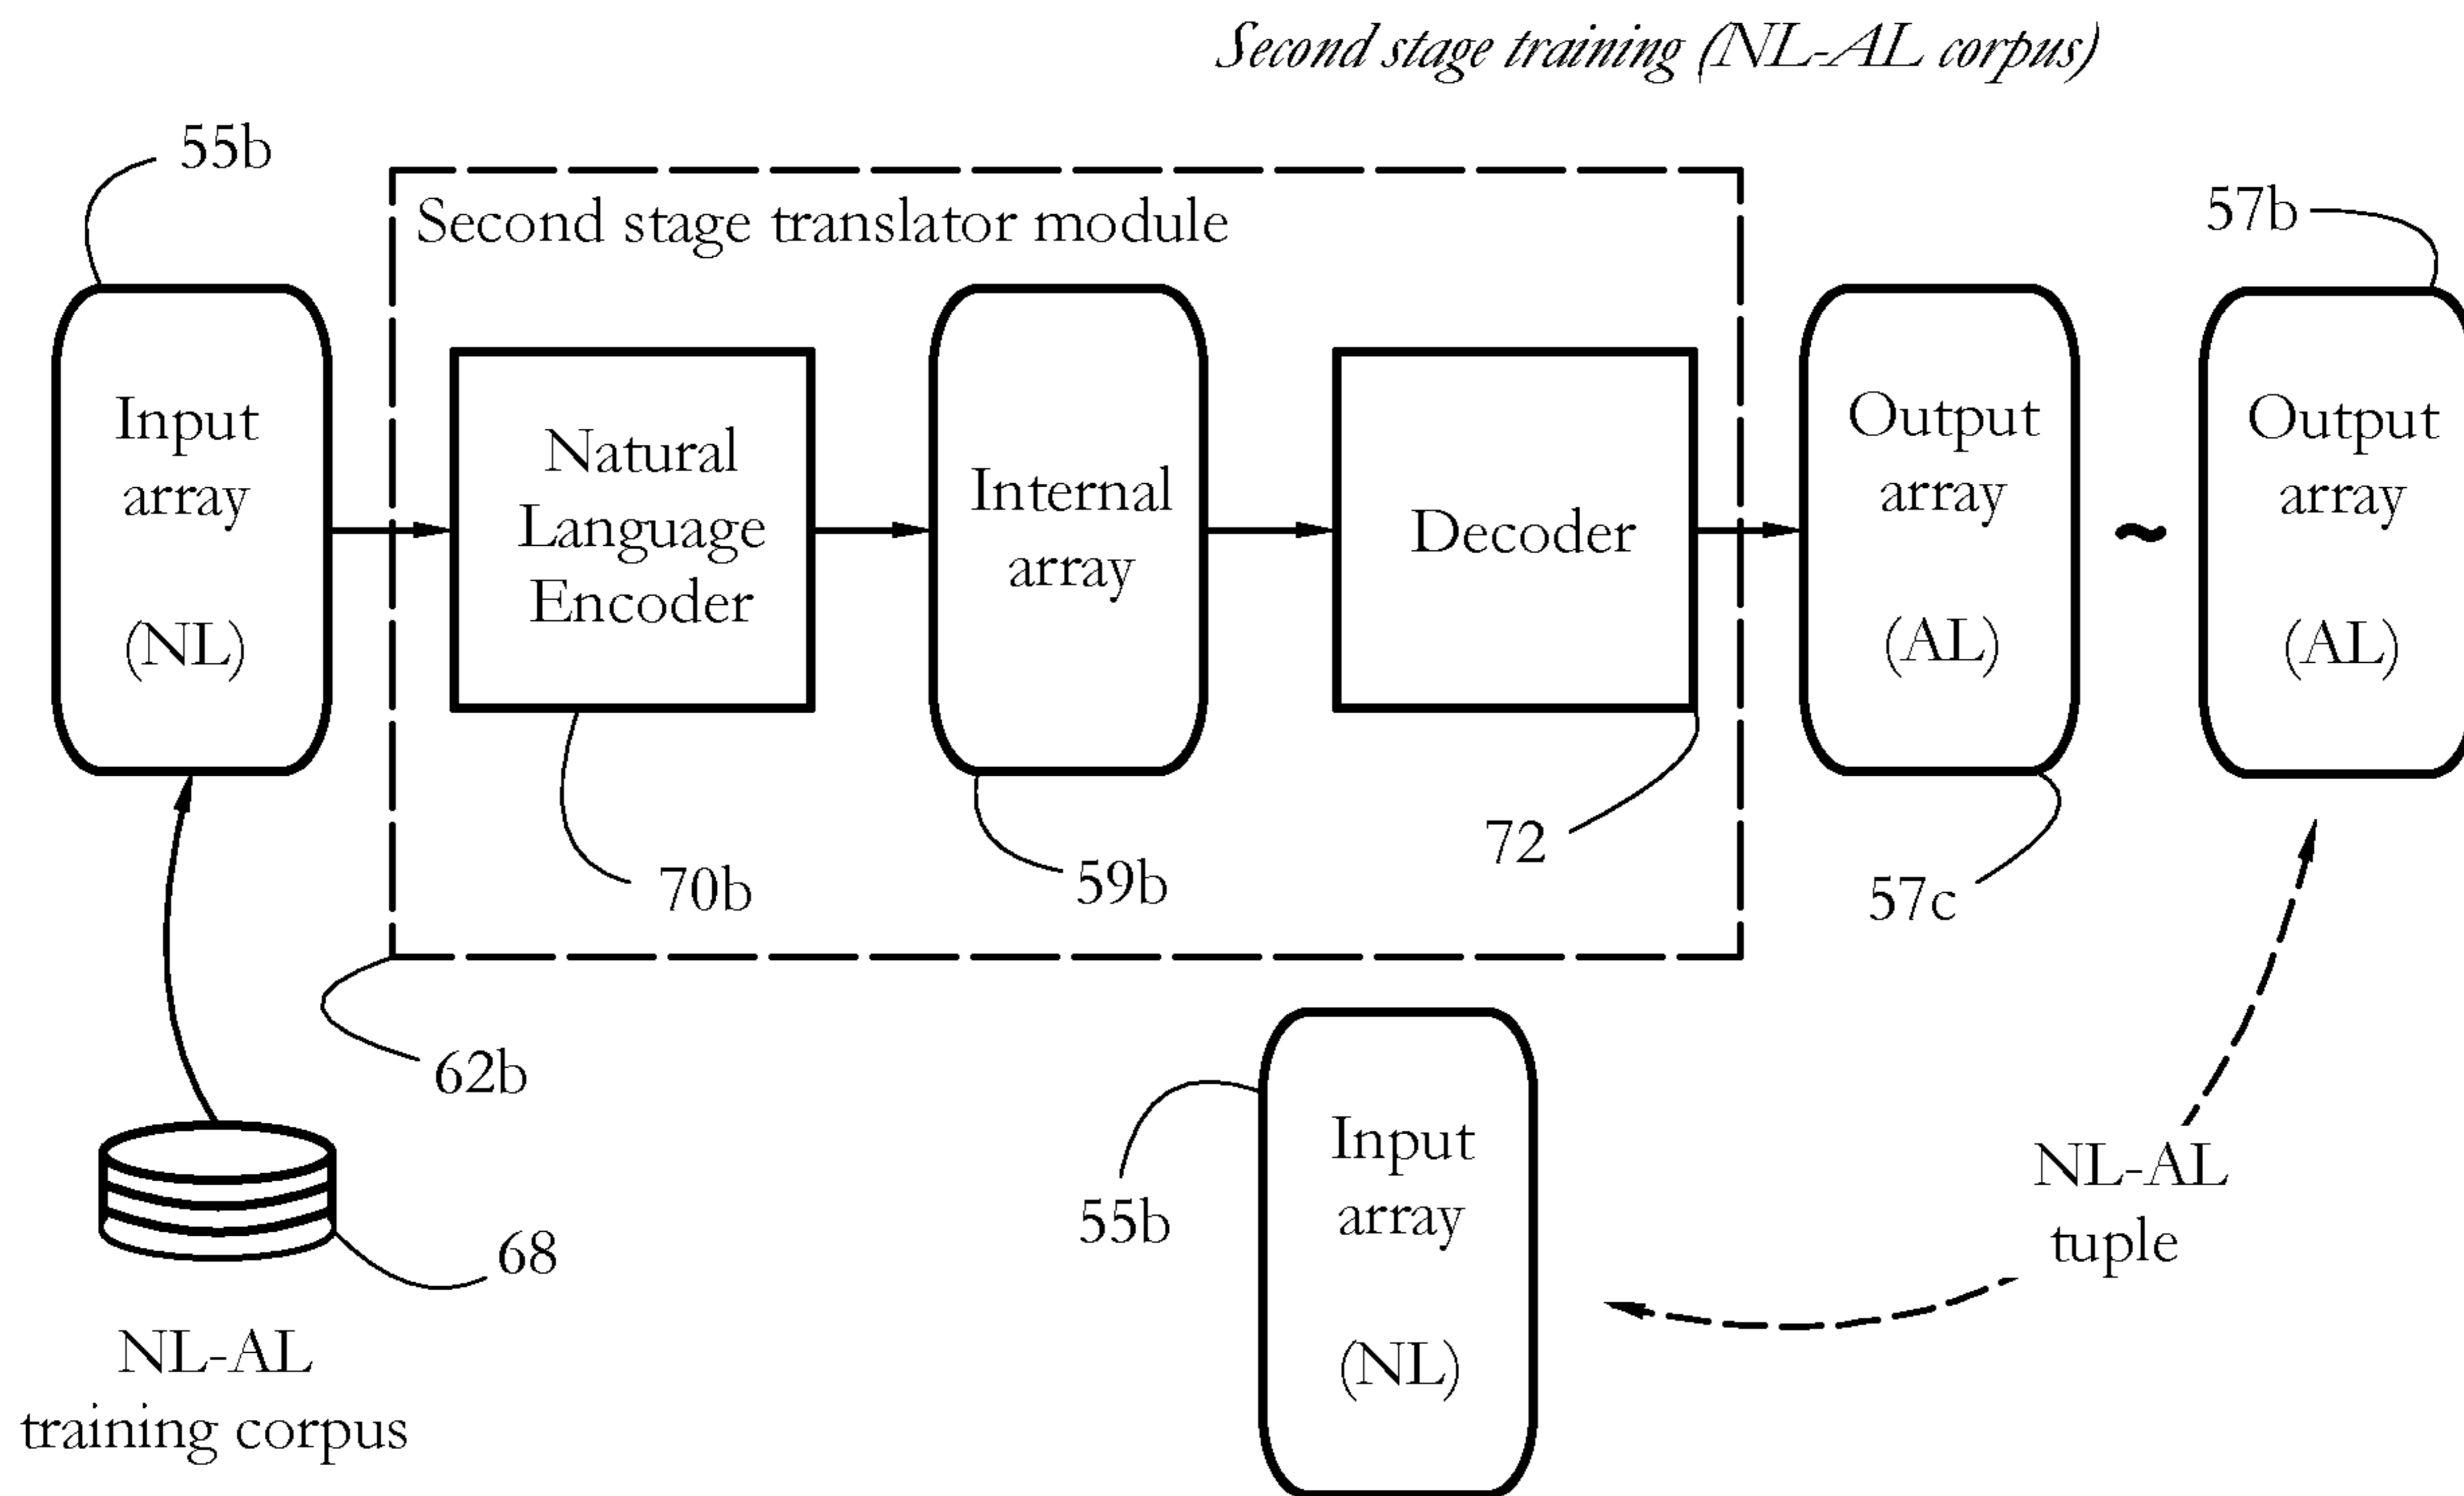 Second stage training (NL-AL corpus)
55b
57b
Second stage translator module
Input
array
(NL)
Natural
Language
Encoder
Internal
array
Decoder
Output
array
(AL)
~
Output
array
(AL)
70b
59b
72
57c
62b
68
NL-AL
training corpus
55b
Input
array
(NL)
NL-AL
tuple